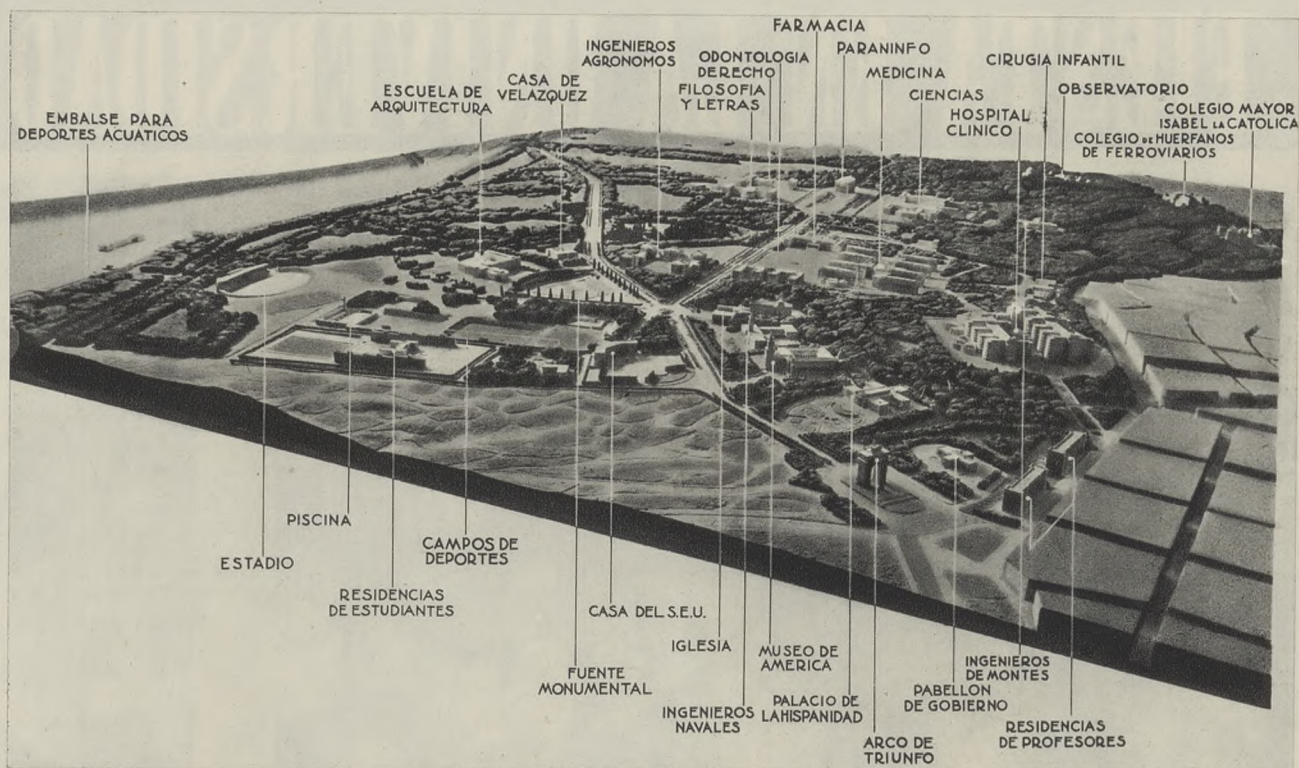 FARMACIA
INGENIEROS
AGRONOMOS
ODONTOLOGIA
DERECHO
FILOSOFIA
Y LETRAS
PARANINFO
MEDICINA
CIRUGIA INFANTIL
CASA DE
VELAZQUEZ
ESCUELA DE
ARQUITECTURA
CIENCIAS
HOSPITAL
CLINICO
OBSERVATORIO
COLEGIO MAYOR
ISABEL LA CATOLICA
COLEGIO DE HUERFANOS
DE FERROVIARIOS
EMBALSE PARA
DEPORTES ACUATICOS
PISCINA
ESTADIO
CAMPOS DE
DEPORTES
RESIDENCIAS
DE ESTUDIANTES
CASA DEL S.E.U.
IGLESIA
FUENTE
MONUMENTAL
MUSEO DE
AMERICA
INGENIEROS
NAVALES
PALACIO DE
LA HISPANIDAD
ARCO DE
TRIUNFO
PABELLON
DE GOBIERNO
INGENIEROS
DE MONTES
RESIDENCIAS
DE PROFESORES